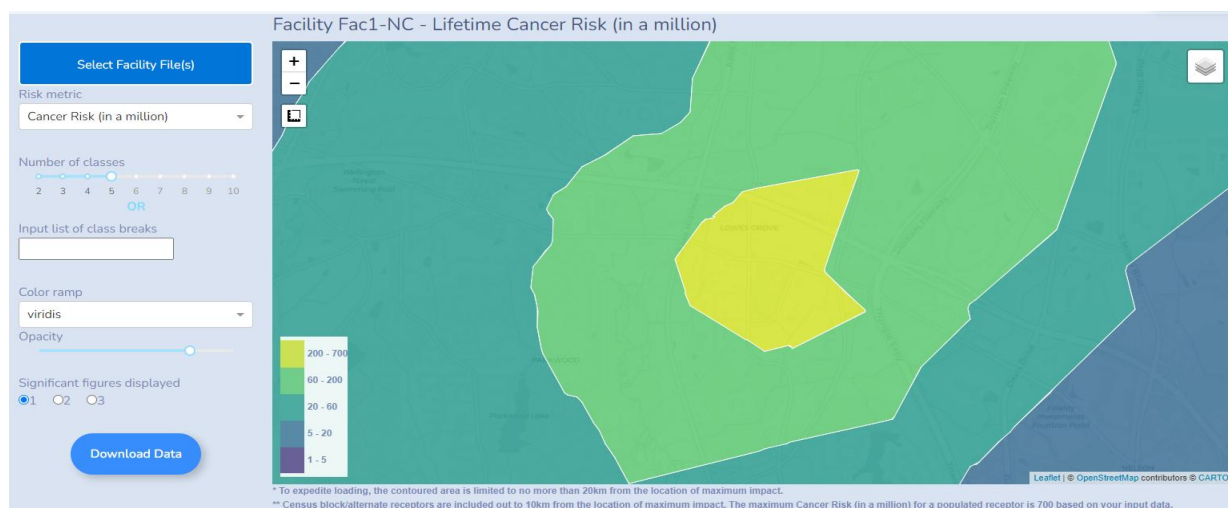 Facility Fac1-NC - Lifetime Cancer Risk (in a million)
Select Facility File(s)
Risk metric
Cancer Risk (in a million)
Number of classes
2 3 4 5 6 7 8 9 10
OR
Input list of class breaks
Color ramp
viridis
Opacity
Significant figures displayed
1 2 3
Download Data
+
−
LOWES GROVE
200 - 700
60 - 200
20 - 60
5 - 20
1 - 5
Leaflet | © OpenStreetMap contributors © CARTO
* To expedite loading, the contoured area is limited to no more than 20km from the location of maximum impact.
** Census block/alternate receptors are included out to 10km from the location of maximum impact. The maximum Cancer Risk (in a million) for a populated receptor is 700 based on your input data.